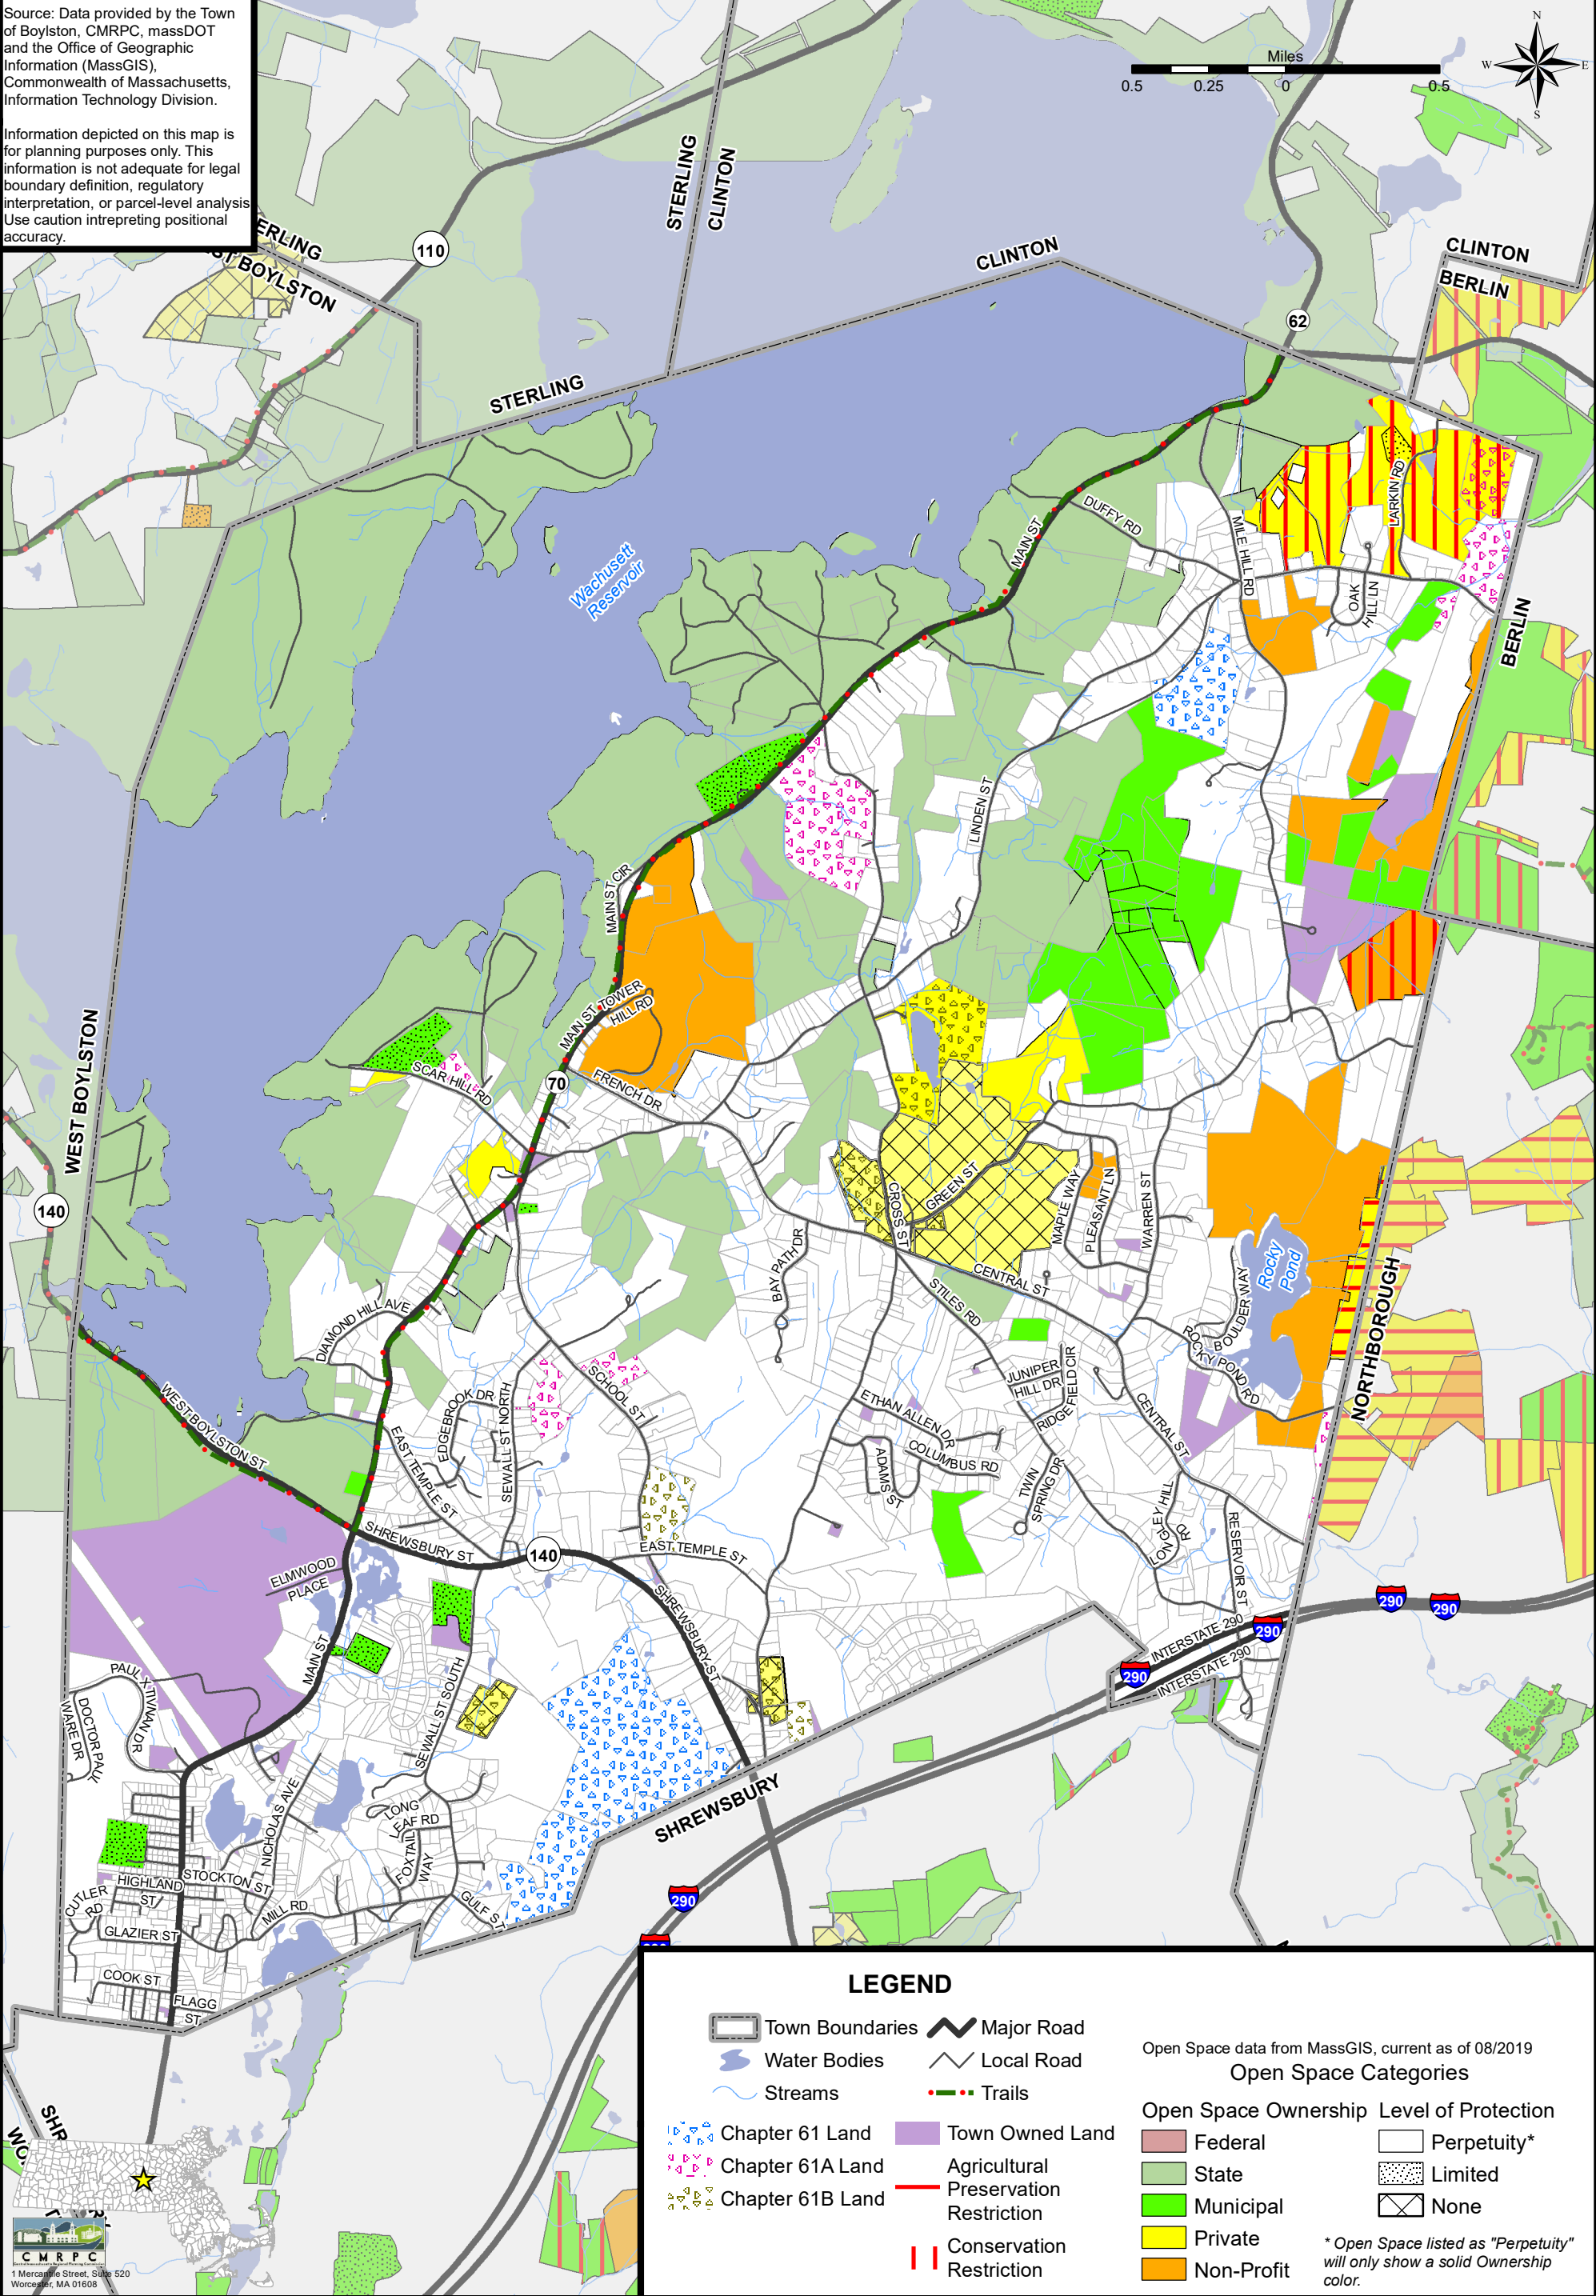 Source: Data provided by the Town
of Boylston, CMRPC, massDOT
and the Office of Geographic
Information (MassGIS),
Commonwealth of Massachusetts,
Information Technology Division.
Information depicted on this map is
for planning purposes only. This
information is not adequate for legal
boundary definition, regulatory
interpretation, or parcel-level analysis
Use caution intrepreting positional
accuracy.
Miles
0.5 0.25 0 0.5
N
W E
S
STERLING
CLINTON
ERLING
ST BOYLSTON
110
CLINTON
62
CLINTON
BERLIN
STERLING
Wachusett
Reservoir
MAIN ST
DUFFY RD
MILE HILL RD
LARKIN RD
OAK
HILL LN
BERLIN
LINDEN ST
MAIN ST CIR
MAIN ST
TOWER
HILL RD
WEST BOYLSTON
SCAR HILL RD
70
FRENCH DR
140
CROSS ST
GREEN ST
MAPLE WAY
PLEASANT LN
WARREN ST
BAY PATH DR
CENTRAL ST
STILES RD
BOULDER WAY
Rocky
Pond
ROCKY POND RD
NORTHBOROUGH
DIAMOND HILL AVE
JUNIPER
HILL DR
RIDGEFIELD CIR
WEST BOYLSTON ST
EDGEBROOK DR
SEWALL ST NORTH
SCHOOL ST
EAST TEMPLE ST
ETHAN ALLEN DR
COLUMBUS RD
ADAMS ST
TWIN
SPRING DR
CENTRAL ST
LONGLEY HILL
RD
RESERVOIR ST
SHREWSBURY ST
140
EAST TEMPLE ST
ELMWOOD
PLACE
SHREWSBURY ST
INTERSTATE 290
INTERSTATE 290
290
290
290
290
MAIN ST
PAUL X TIVNAN DR
DOCTOR PAUL
WARE DR
SEWALL ST SOUTH
SHREWSBURY
NICHOLAS AVE
LONG
LEAF RD
FOXTAIL
WAY
STOCKTON ST
HIGHLAND
ST
CUTLER
RD
MILL RD
GULF ST
GLAZIER ST
COOK ST
FLAGG
ST
290
SHR
WO
LEGEND
Town Boundaries
Major Road
Water Bodies
Local Road
Streams
Trails
Chapter 61 Land
Town Owned Land
Chapter 61A Land
Agricultural
Preservation
Restriction
Chapter 61B Land
Conservation
Restriction
Open Space data from MassGIS, current as of 08/2019
Open Space Categories
Open Space Ownership
Level of Protection
Federal
Perpetuity*
State
Limited
Municipal
None
Private
Non-Profit
* Open Space listed as "Perpetuity"
will only show a solid Ownership
color.
CMRPC
1 Mercantile Street, Suite 520
Worcester, MA 01608